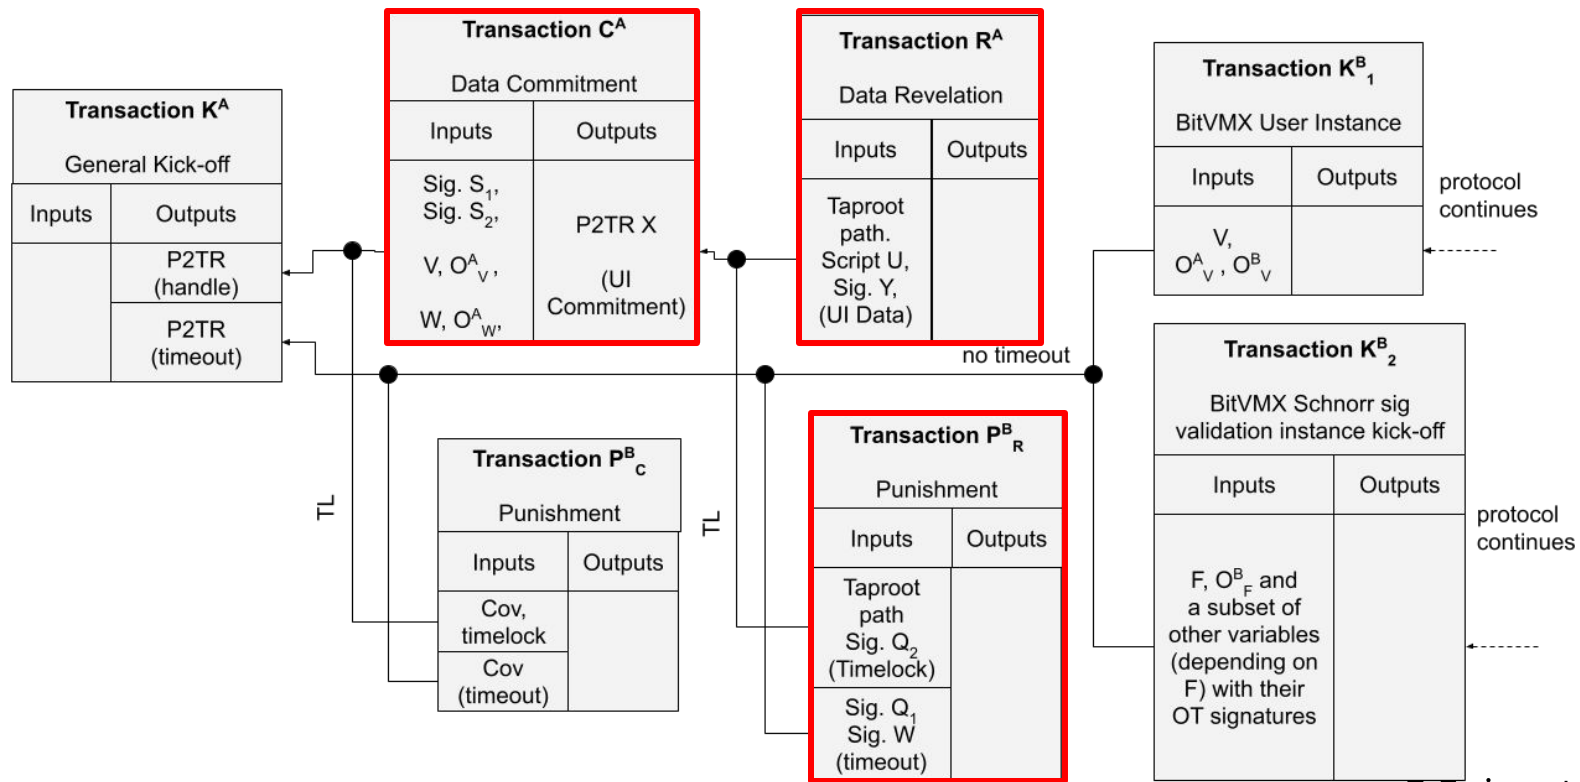 Transaction K^A
General Kick-off
Inputs
Outputs
P2TR
(handle)
P2TR
(timeout)
Transaction C^A
Data Commitment
Inputs
Outputs
Sig. S_1,
Sig. S_2,
V, O^A_V,
W, O^A_W,
P2TR X
(UI
Commitment)
Transaction R^A
Data Revelation
Inputs
Outputs
Taproot
path.
Script U,
Sig. Y,
(UI Data)
Transaction K^B_1
BitVMX User Instance
Inputs
Outputs
V,
O^A_V , O^B_V
protocol
continues
no timeout
Transaction K^B_2
BitVMX Schnorr sig
validation instance kick-off
Inputs
Outputs
F, O^B_F and
a subset of
other variables
(depending on
F) with their
OT signatures
protocol
continues
TL
Transaction P^B_C
Punishment
Inputs
Outputs
Cov,
timelock
Cov
(timeout)
TL
Transaction P^B_R
Punishment
Inputs
Outputs
Taproot
path
Sig. Q_2
(Timelock)
Sig. Q_1
Sig. W
(timeout)